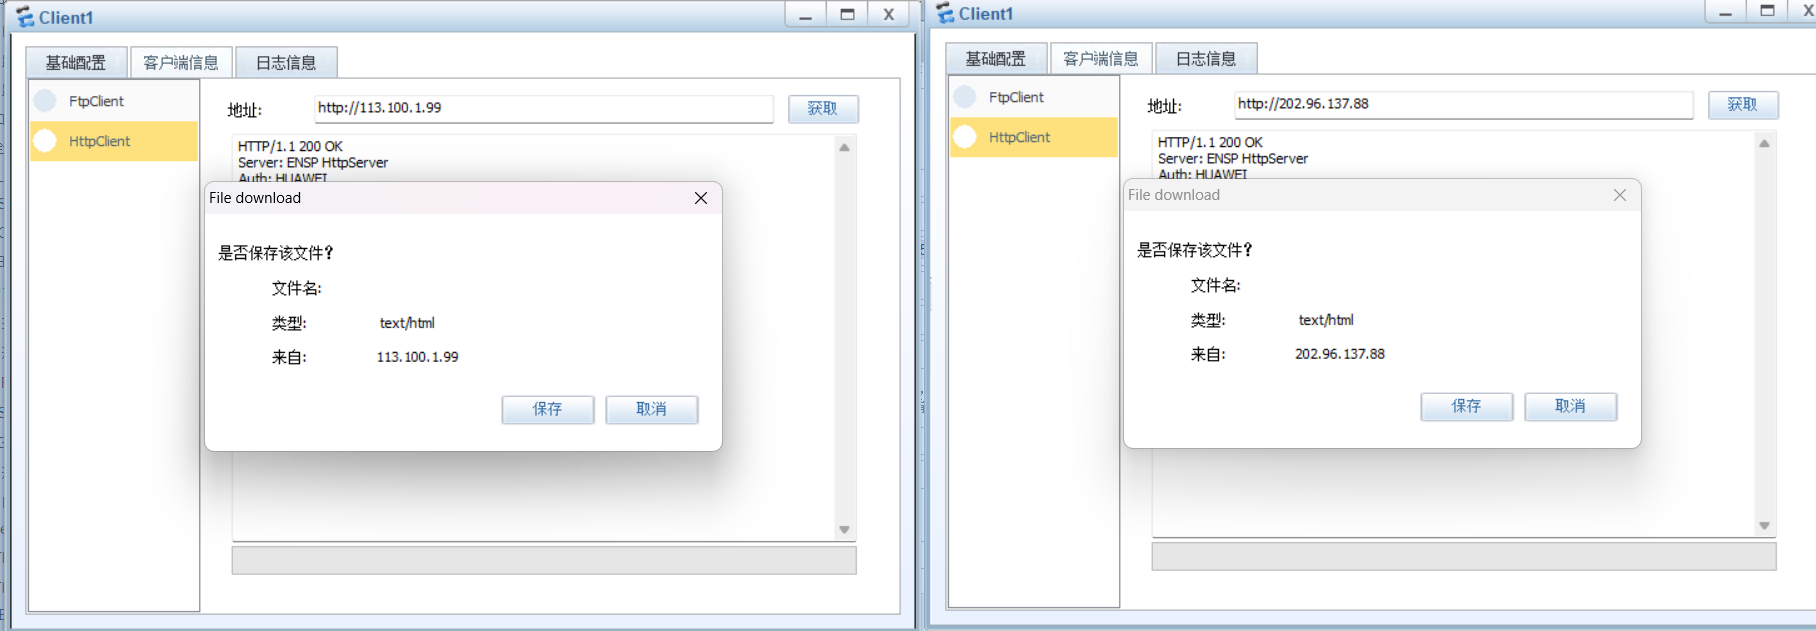 Client1
基础配置 客户端信息 日志信息
FtpClient
HttpClient
地址: http://113.100.1.99 获取
HTTP/1.1 200 OK
Server: ENSP HttpServer
Auth: HUAWEI
File download
是否保存该文件?
文件名:
类型: text/html
来自: 113.100.1.99
保存 取消
Client1
基础配置 客户端信息 日志信息
FtpClient
HttpClient
地址: http://202.96.137.88 获取
HTTP/1.1 200 OK
Server: ENSP HttpServer
Auth: HUAWEI
File download
是否保存该文件?
文件名:
类型: text/html
来自: 202.96.137.88
保存 取消